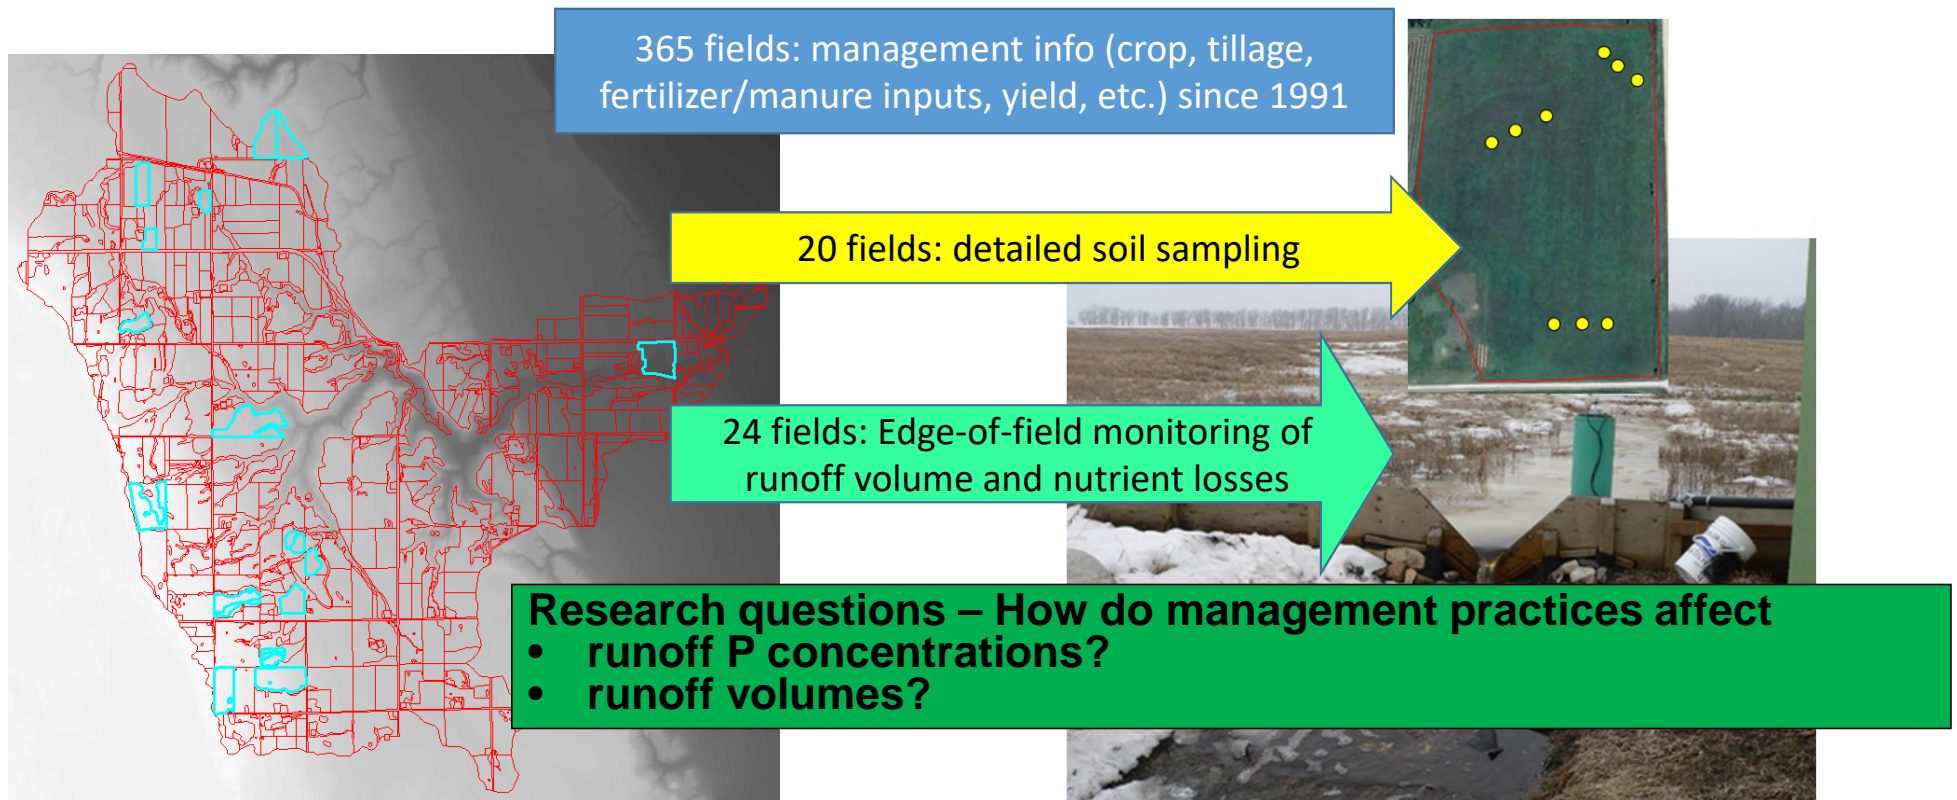 365 fields: management info (crop, tillage,
fertilizer/manure inputs, yield, etc.) since 1991
20 fields: detailed soil sampling
24 fields: Edge-of-field monitoring of
runoff volume and nutrient losses
Research questions – How do management practices affect
• runoff P concentrations?
• runoff volumes?